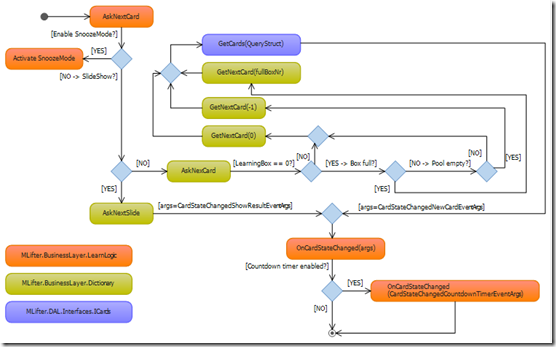 AskNextCard
[Enable SnoozeMode?]
[YES]
Activate SnoozeMode
[NO -> SlideShow?]
GetCards(QueryStruct)
GetNextCard(fullBoxNr)
GetNextCard(-1)
GetNextCard(0)
[NO]
[NO]
[YES]
[NO]
AskNexCard
[LearningBox == 0?]
[YES -> Box full?]
[NO -> Pool empty?]
[YES]
[YES]
AskNextSlide
[args=CardStateChangedShowResultEventArgs]
[args=CardStateChangedNewCardEventArgs]
OnCardStateChanged(args)
[Countdown timer enabled?]
[YES]
OnCardStateChanged
(CardStateChangedCountdownTimerEventArgs)
[NO]
MLifter.BusinessLayer.LearnLogic
MLifter.BusinessLayer.Dictionary
MLifter.DAL.Interfaces.ICards